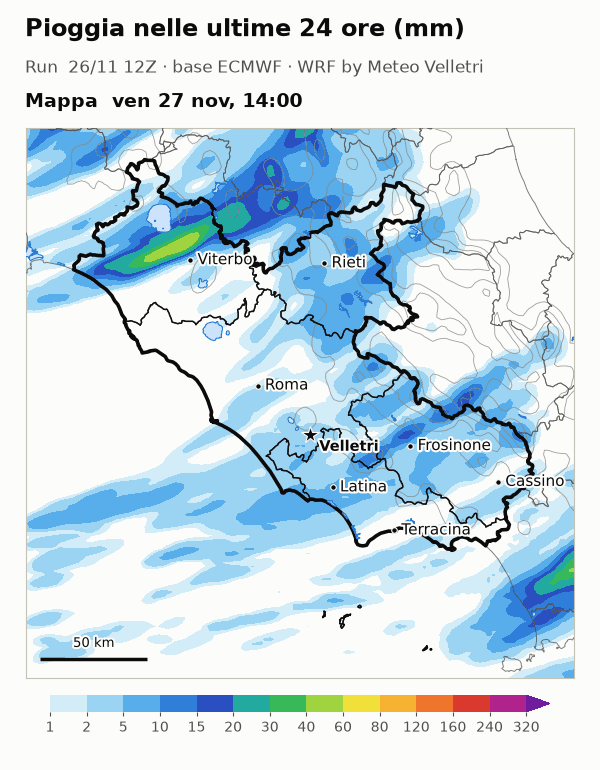 Pioggia nelle ultime 24 ore (mm)
Run  26/11 12Z · base ECMWF · WRF by Meteo Velletri
Mappa  ven 27 nov, 14:00
Viterbo
Rieti
Roma
Velletri
Frosinone
Cassino
Latina
Terracina
50 km
1 2 5 10 15 20 30 40 60 80 120 160 240 320